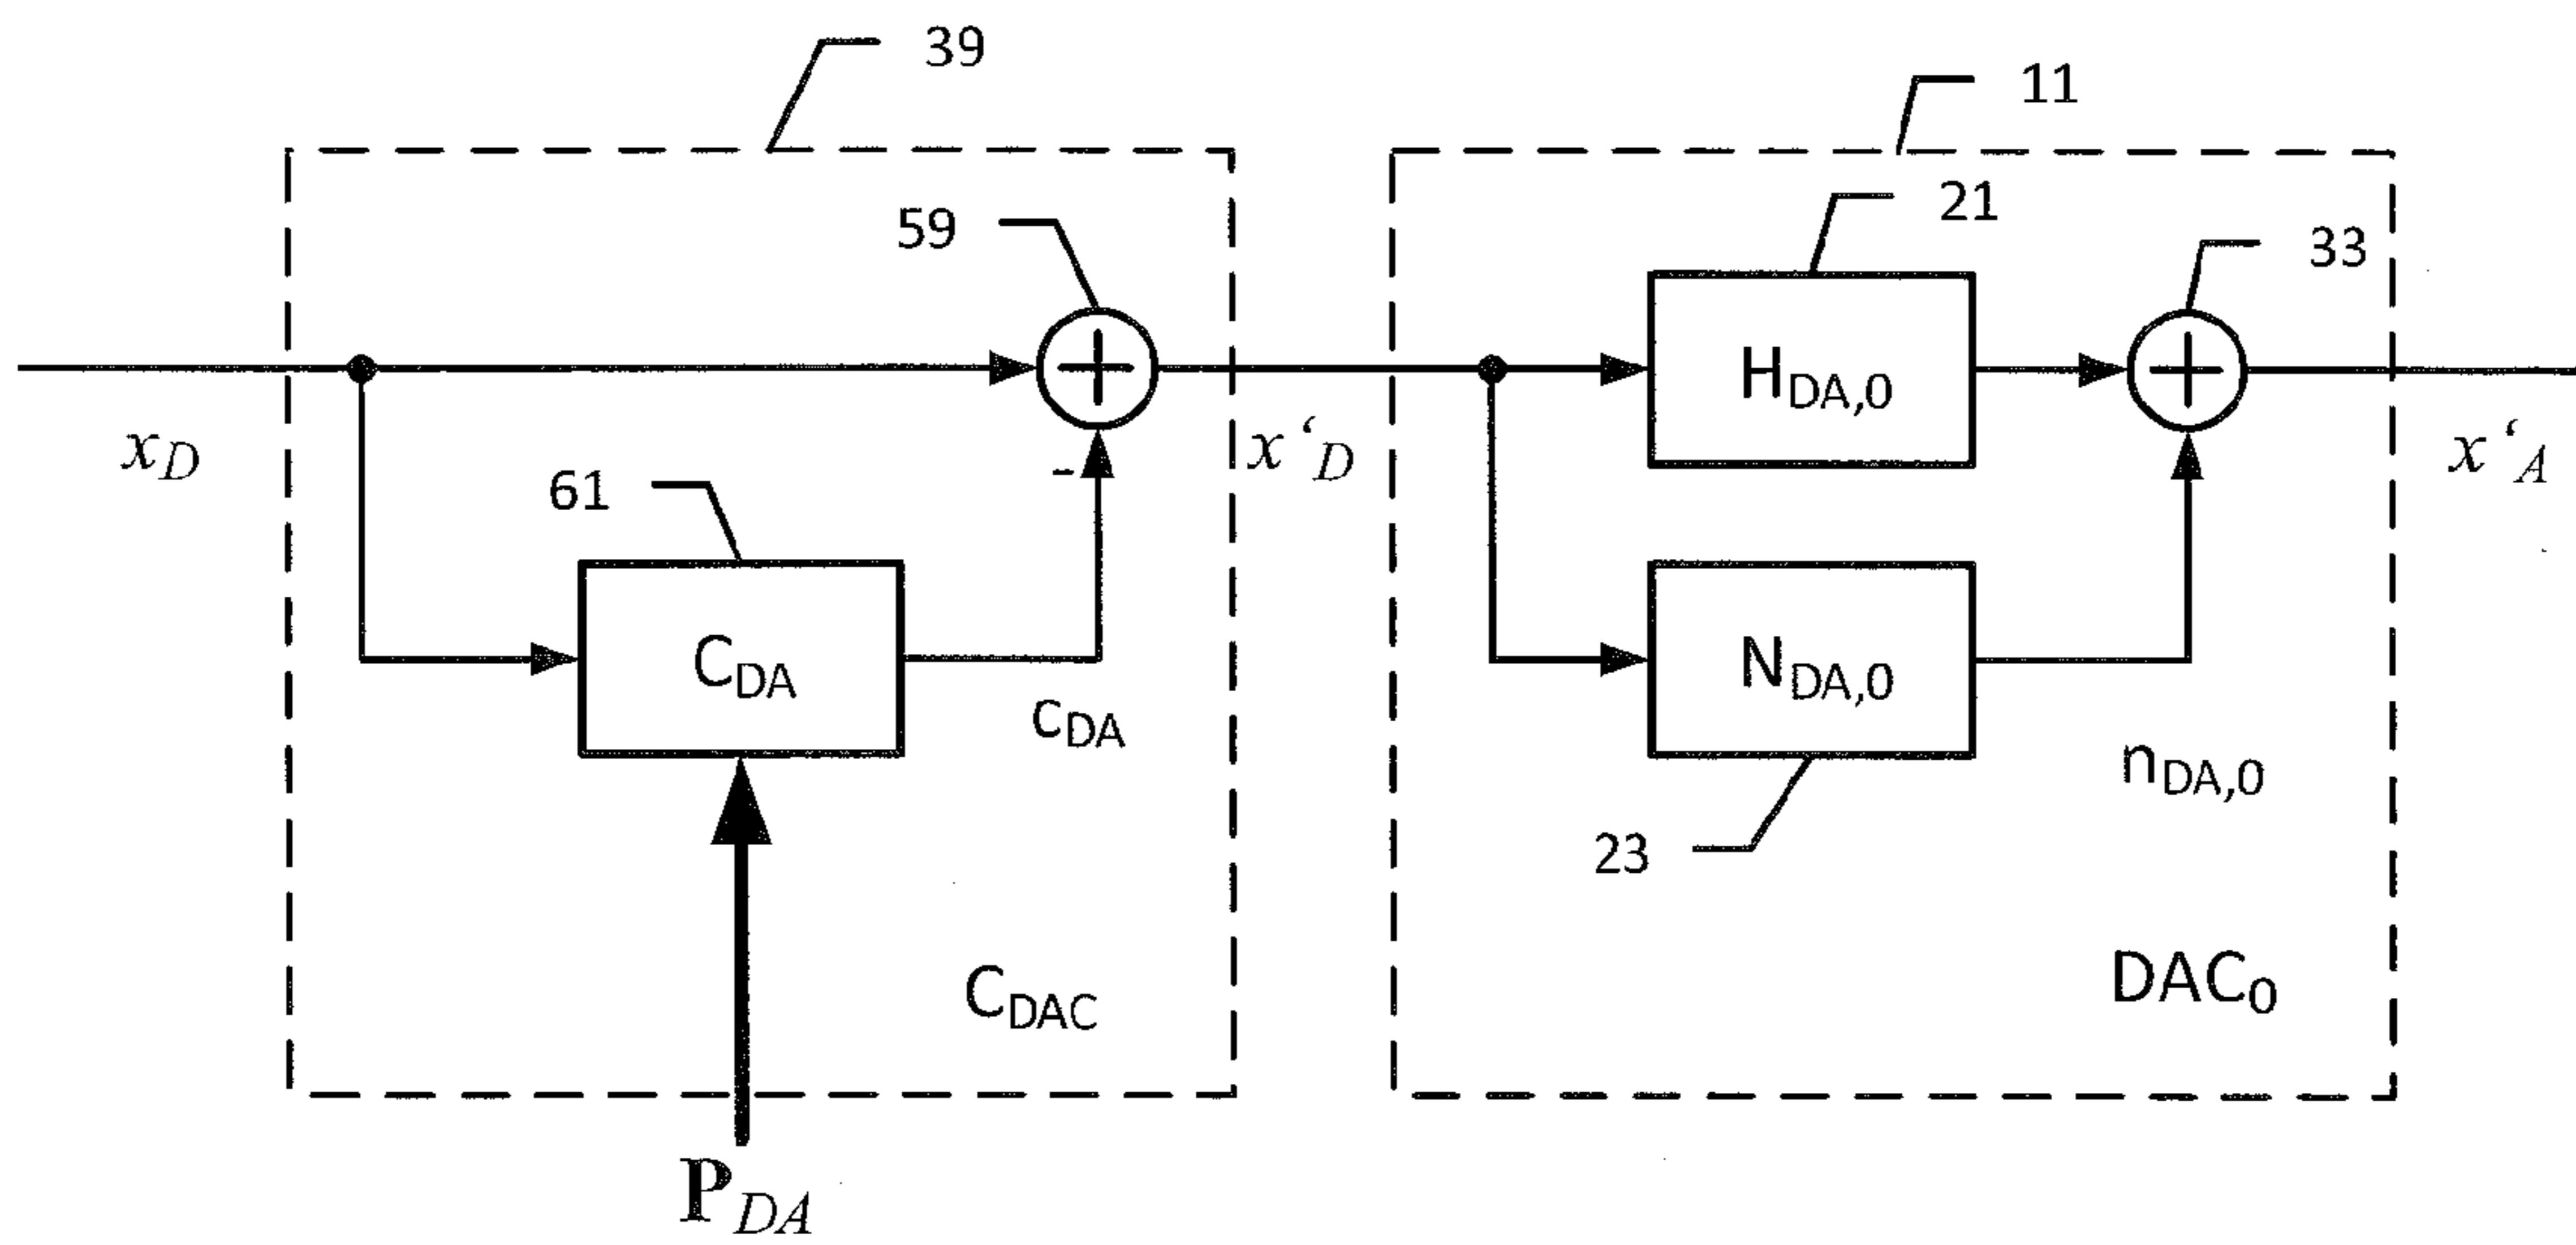 39
11
21
59
33
H_DA,0
x_D
-
x‘_D
x‘_A
61
C_DA
c_DA
N_DA,0
n_DA,0
23
C_DAC
DAC_0
P_DA